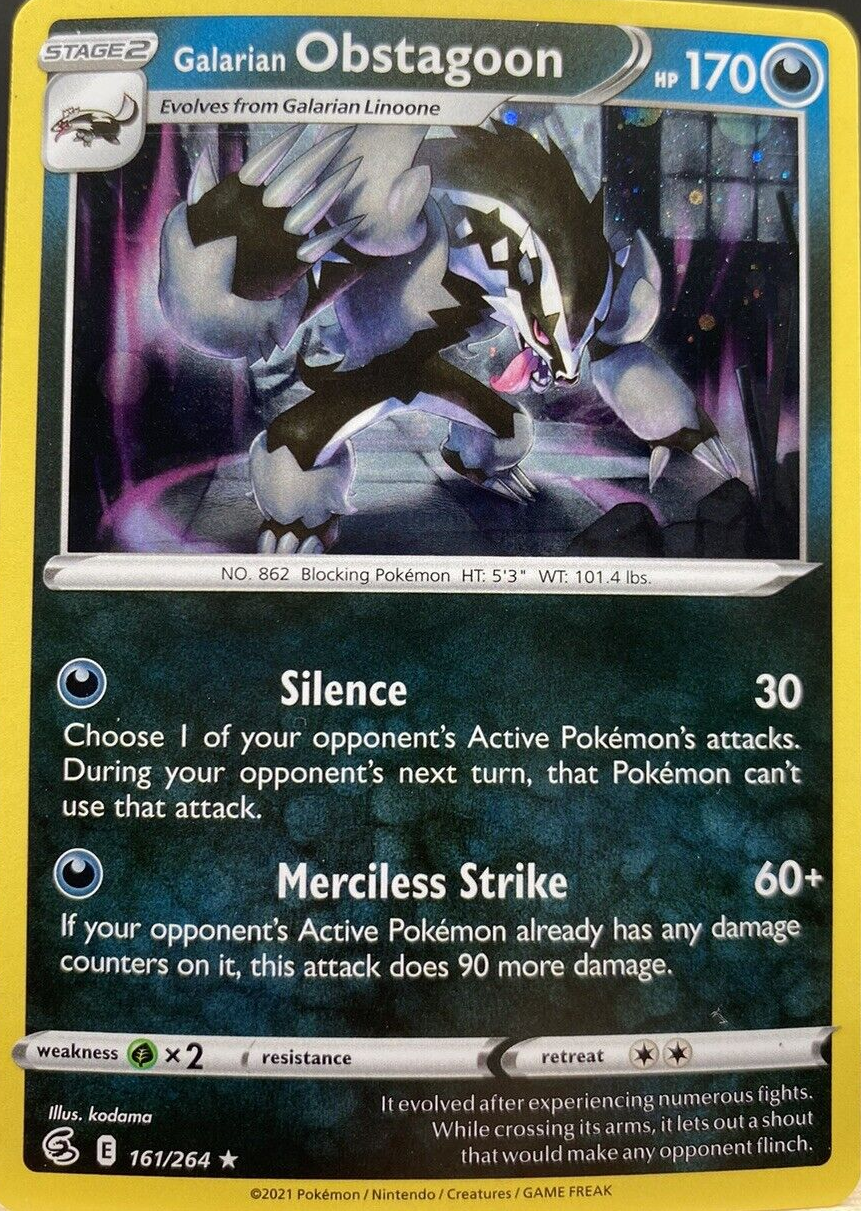 STAGE 2
Galarian Obstagoon HP 170
Evolves from Galarian Linoone
NO. 862 Blocking Pokémon HT: 5'3" WT: 101.4 lbs.
Silence 30
Choose 1 of your opponent's Active Pokémon's attacks.
During your opponent's next turn, that Pokémon can't
use that attack.
Merciless Strike 60+
If your opponent's Active Pokémon already has any damage
counters on it, this attack does 90 more damage.
weakness ×2 resistance retreat
It evolved after experiencing numerous fights.
While crossing its arms, it lets out a shout
that would make any opponent flinch.
Illus. kodama
E 161/264 ★
©2021 Pokémon / Nintendo / Creatures / GAME FREAK